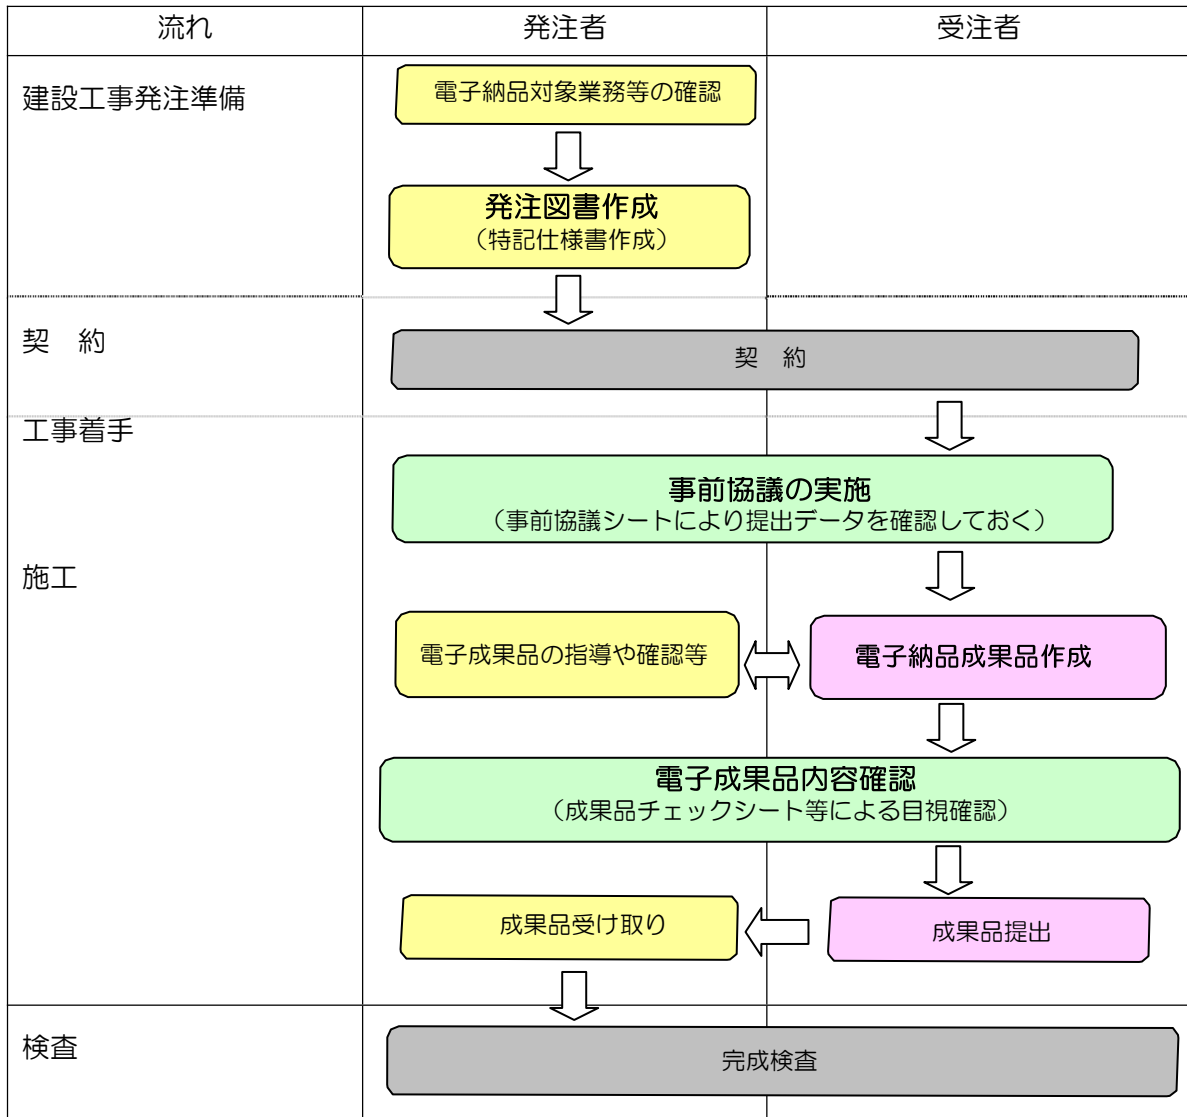 流れ
発注者
受注者
建設工事発注準備
電子納品対象業務等の確認
発注図書作成
（特記仕様書作成）
契　約
契　約
工事着手
事前協議の実施
（事前協議シートにより提出データを確認しておく）
施工
電子成果品の指導や確認等
電子納品成果品作成
電子成果品内容確認
（成果品チェックシート等による目視確認）
成果品受け取り
成果品提出
検査
完成検査